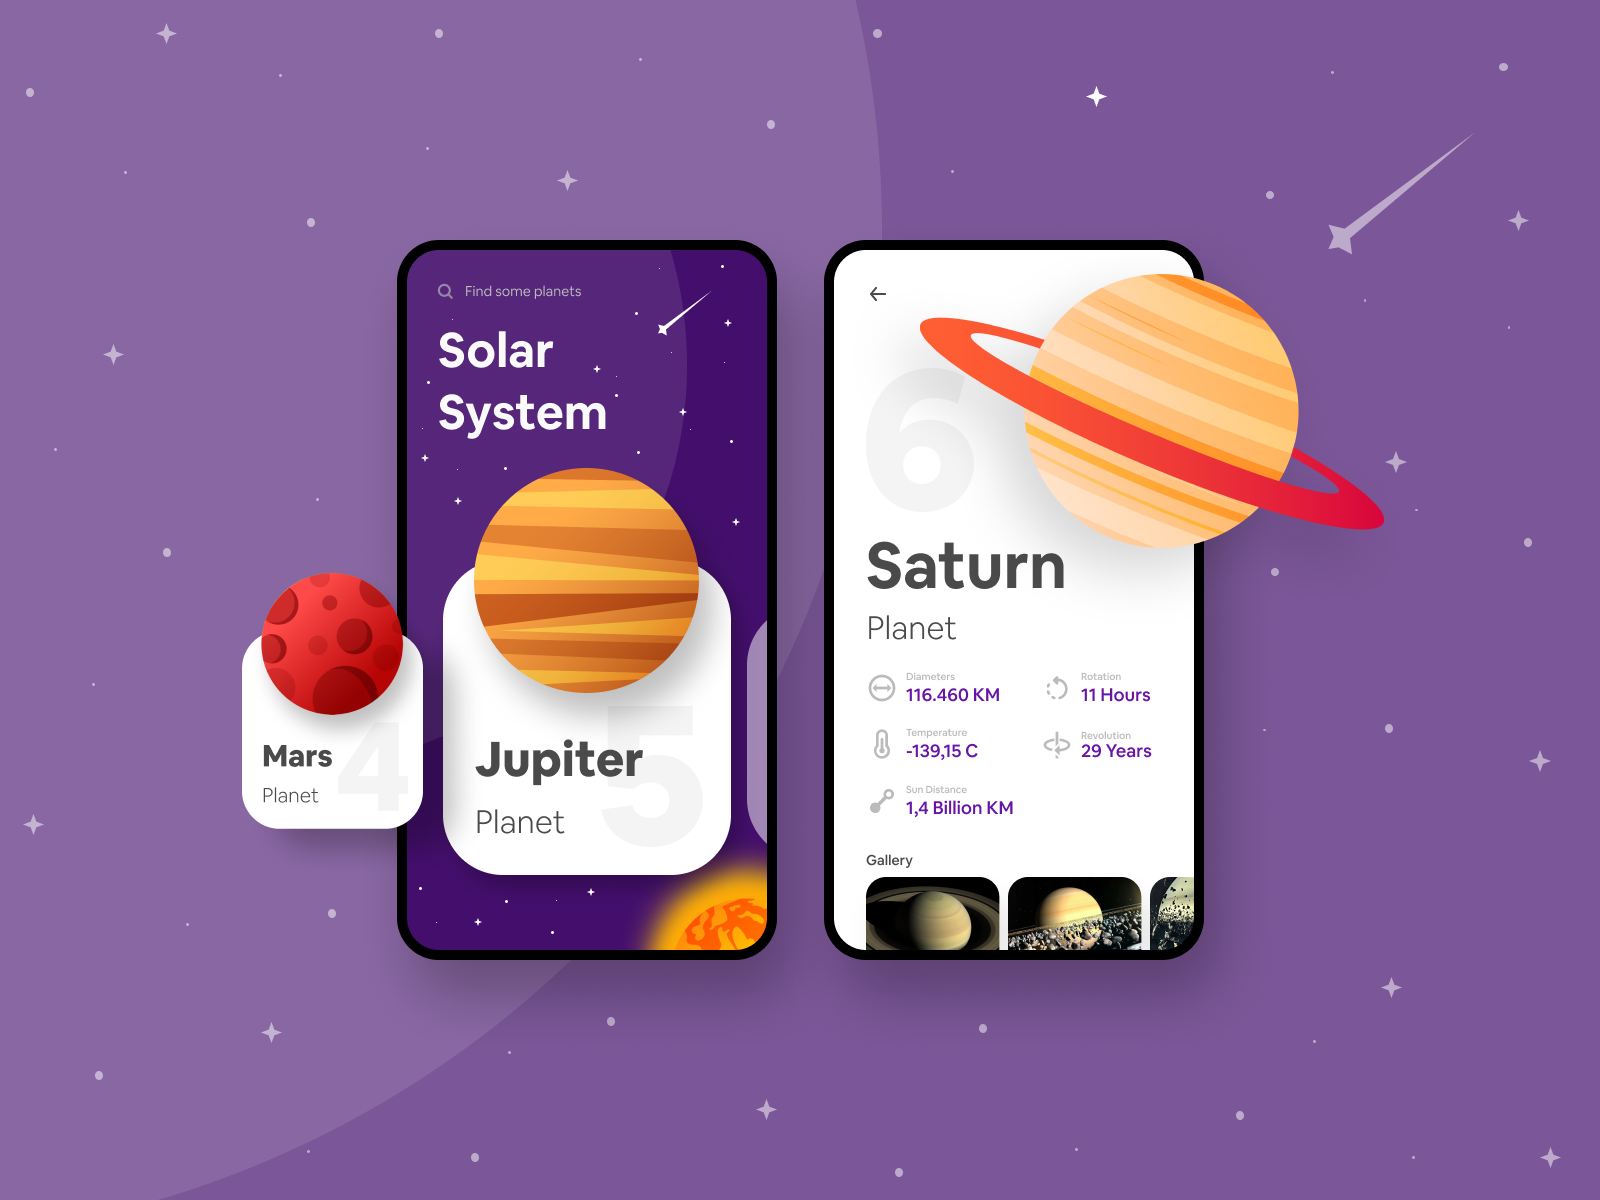 Find some planets
Solar
System
Mars
Planet
4
Jupiter
Planet
5
6
Saturn
Planet
Diameters
116.460 KM
Rotation
11 Hours
Temperature
-139,15 C
Revolution
29 Years
Sun Distance
1,4 Billion KM
Gallery